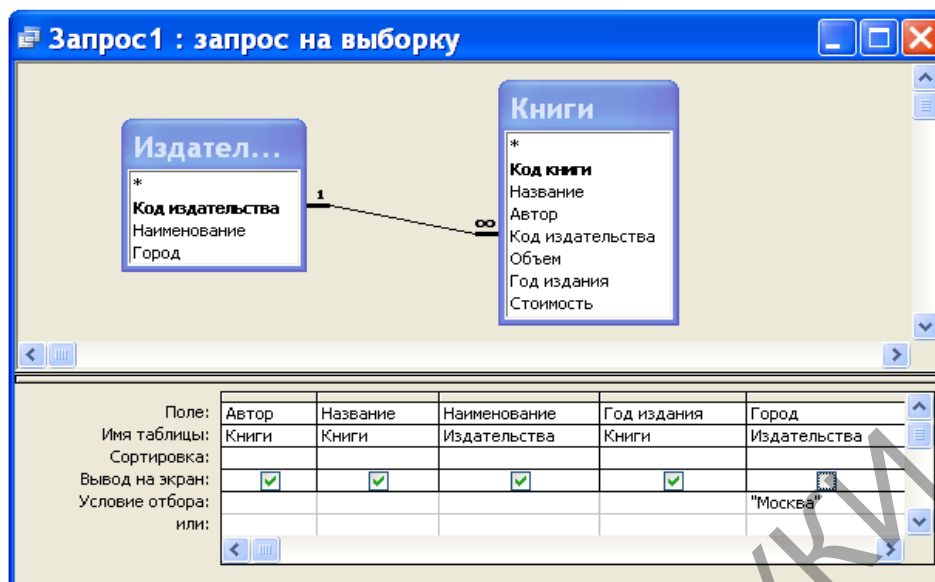 Запрос1 : запрос на выборку
Издател...
*
Код издательства
Наименование
Город
1
∞
Книги
*
Код книги
Название
Автор
Код издательства
Объем
Год издания
Стоимость
Поле: Автор Название Наименование Год издания Город
Имя таблицы: Книги Книги Издательства Книги Издательства
Сортировка:
Вывод на экран:
Условие отбора: "Москва"
или: